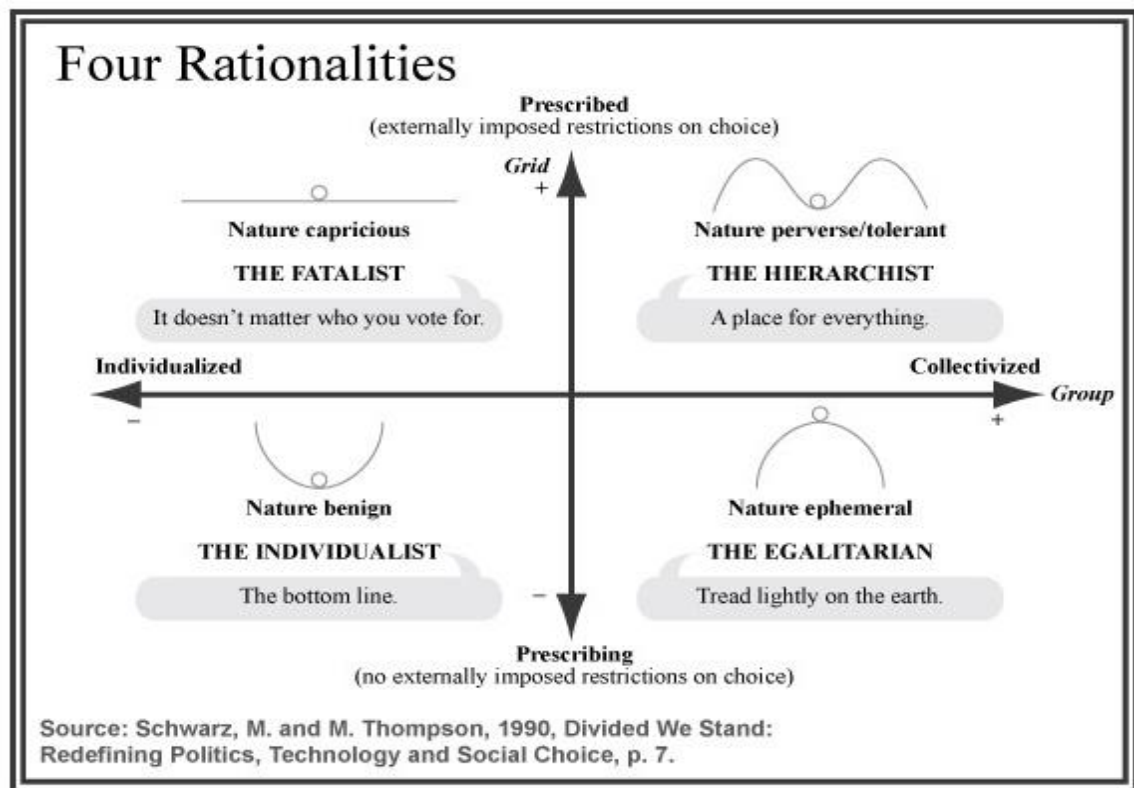 Four Rationalities
Prescribed
(externally imposed restrictions on choice)
Grid
+
Nature capricious
THE FATALIST
It doesn't matter who you vote for.
Nature perverse/tolerant
THE HIERARCHIST
A place for everything.
Individualized
–
Collectivized
Group
+
Nature benign
THE INDIVIDUALIST
The bottom line.
Nature ephemeral
THE EGALITARIAN
Tread lightly on the earth.
–
Prescribing
(no externally imposed restrictions on choice)
Source: Schwarz, M. and M. Thompson, 1990, Divided We Stand:
Redefining Politics, Technology and Social Choice, p. 7.